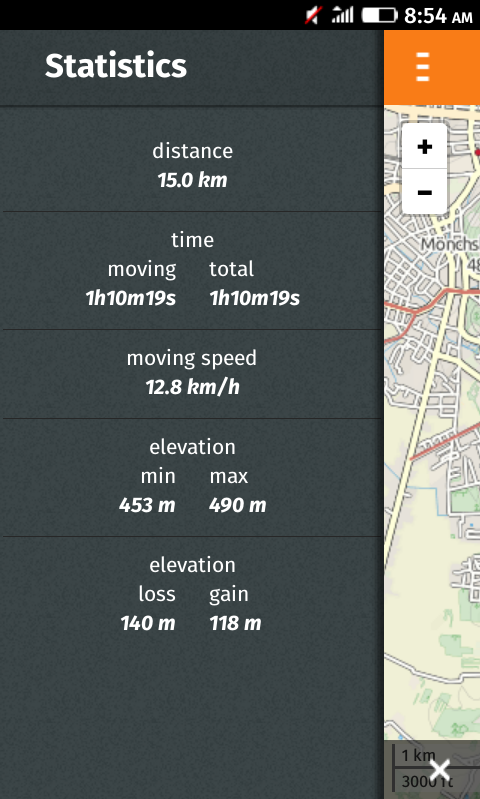 8:54 AM
Statistics
distance
15.0 km
time
moving total
1h10m19s 1h10m19s
moving speed
12.8 km/h
elevation
min max
453 m 490 m
elevation
loss gain
140 m 118 m
+
−
Mönchs
48
1 km
3000 ft